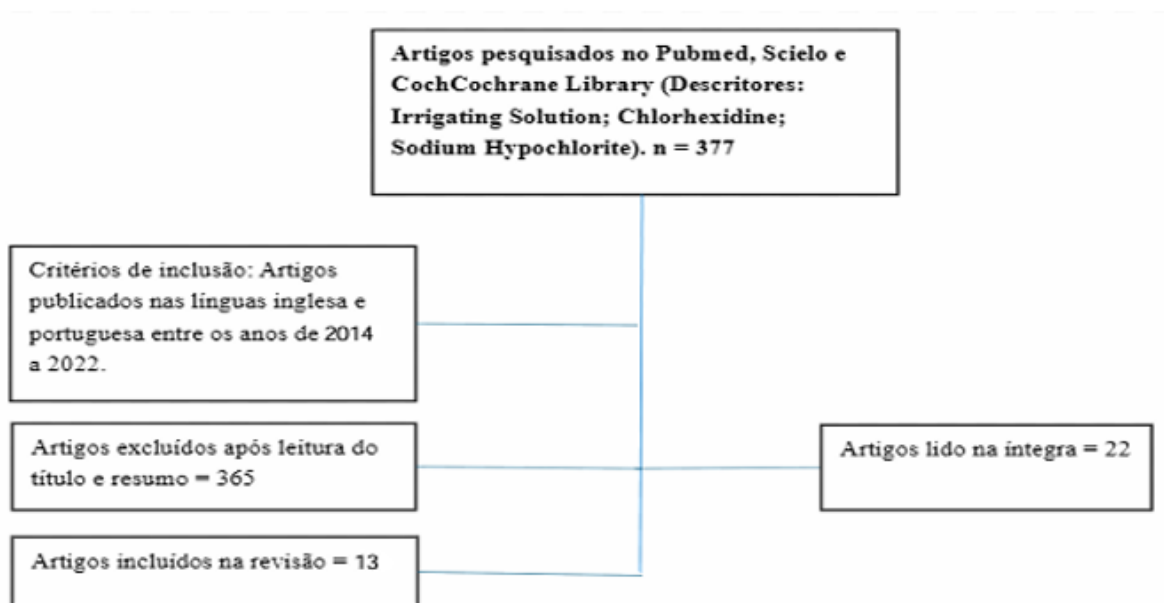 Artigos pesquisados no Pubmed, Scielo e
CochCochrane Library (Descritores:
Irrigating Solution; Chlorhexidine;
Sodium Hypochlorite). n = 377
Critérios de inclusão: Artigos
publicados nas línguas inglesa e
portuguesa entre os anos de 2014
a 2022.
Artigos excluídos após leitura do
título e resumo = 365
Artigos lido na íntegra = 22
Artigos incluídos na revisão = 13